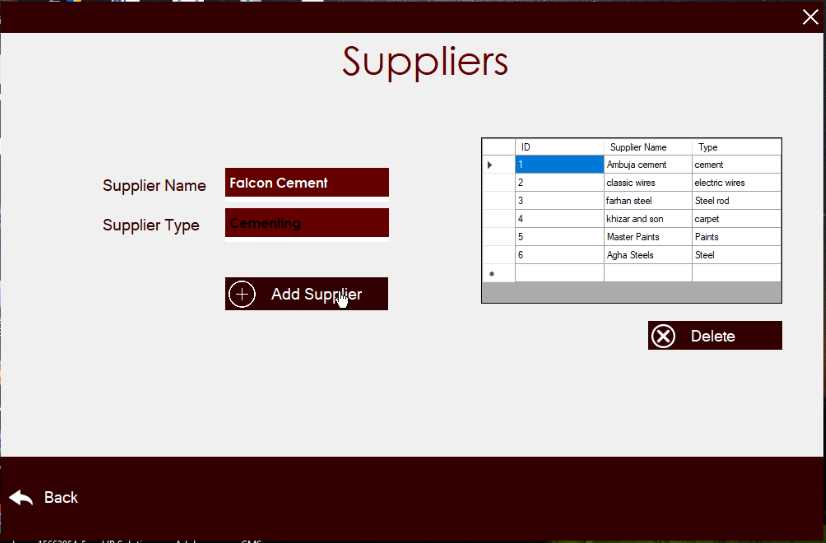 Suppliers
Supplier Name Falcon Cement
Supplier Type Cementing
Add Supplier
ID Supplier Name Type
1 Ambuja cement cement
2 classic wires electric wires
3 farhan steel Steel rod
4 khizar and son carpet
5 Master Paints Paints
6 Agha Steels Steel
Delete
Back